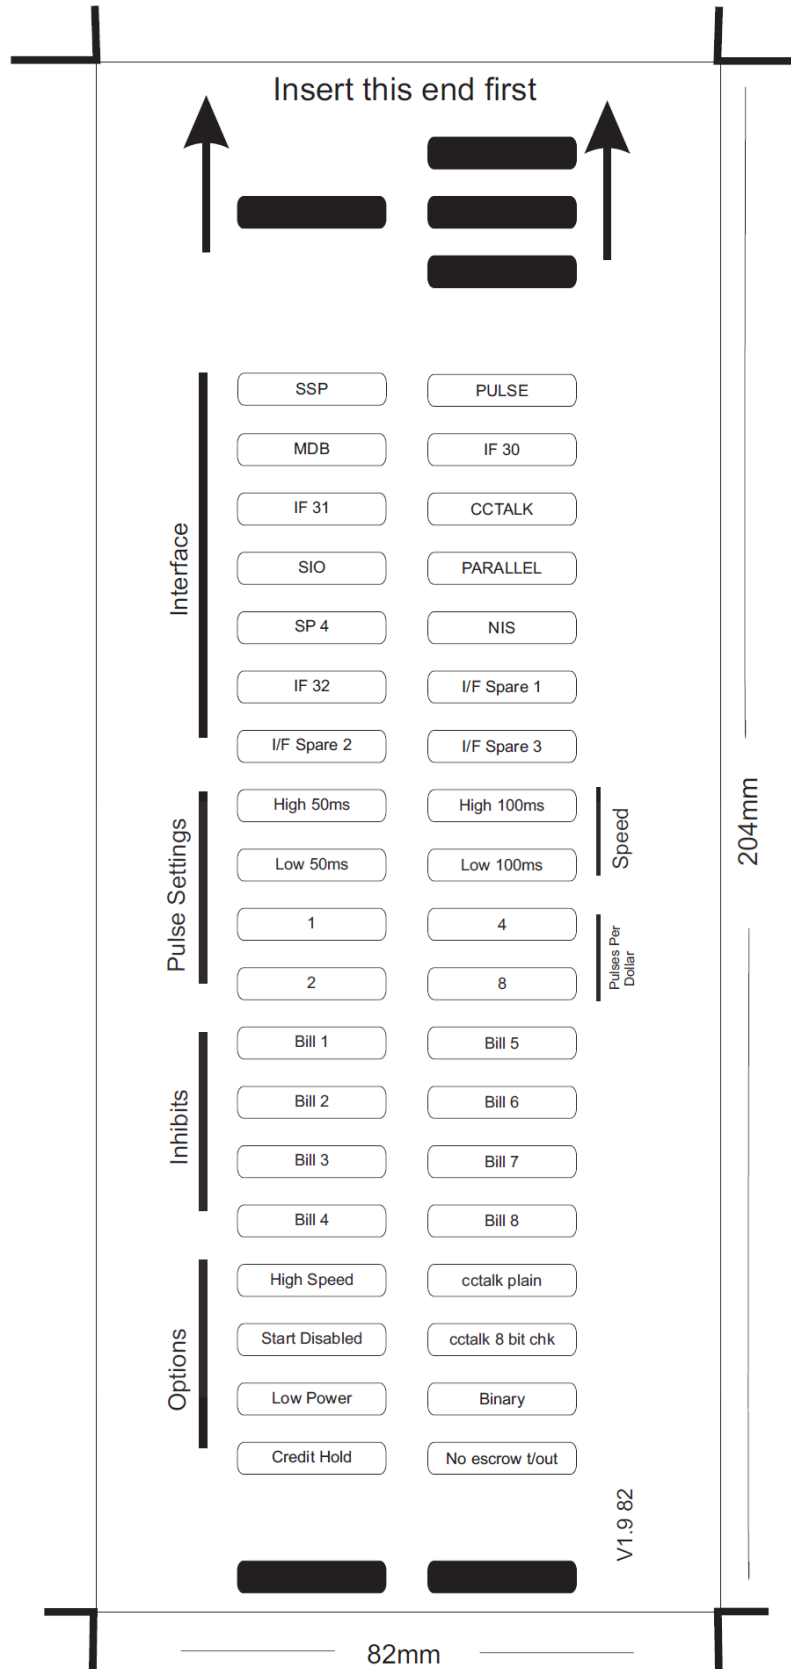 Insert this end first
SSP
PULSE
MDB
IF 30
IF 31
CCTALK
SIO
PARALLEL
SP 4
NIS
IF 32
I/F Spare 1
I/F Spare 2
I/F Spare 3
Interface
High 50ms
High 100ms
Low 50ms
Low 100ms
Speed
1
4
2
8
Pulses Per
Dollar
Pulse Settings
Bill 1
Bill 5
Bill 2
Bill 6
Bill 3
Bill 7
Bill 4
Bill 8
Inhibits
High Speed
cctalk plain
Start Disabled
cctalk 8 bit chk
Low Power
Binary
Credit Hold
No escrow t/out
Options
V1.9 82
204mm
82mm